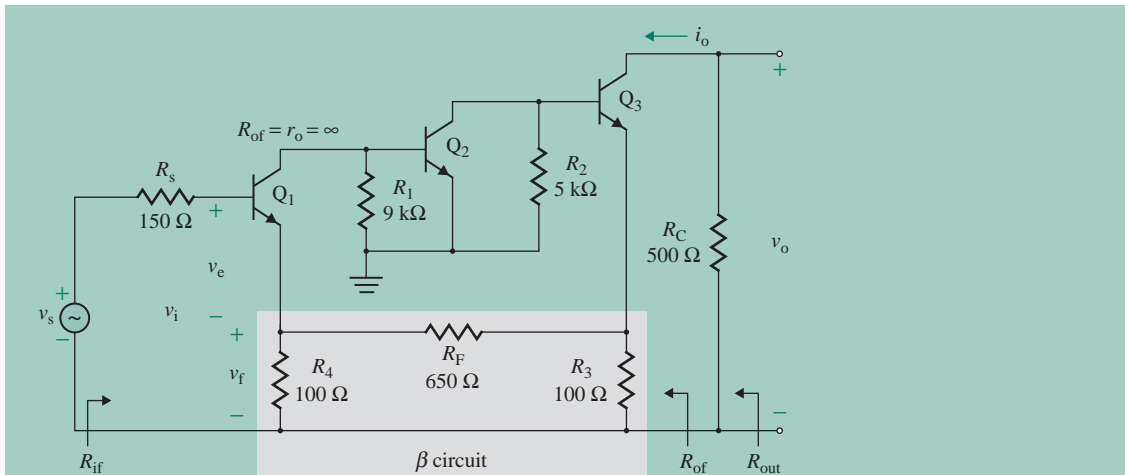 i_o
+
Q_3
R_of = r_o = ∞
Q_2
R_s
150 Ω
Q_1
R_1
9 kΩ
R_2
5 kΩ
R_C
500 Ω
v_o
+
v_e
−
v_i
+
v_s
~
−
+
v_f
−
R_4
100 Ω
R_F
650 Ω
R_3
100 Ω
−
R_if
β circuit
R_of
R_out